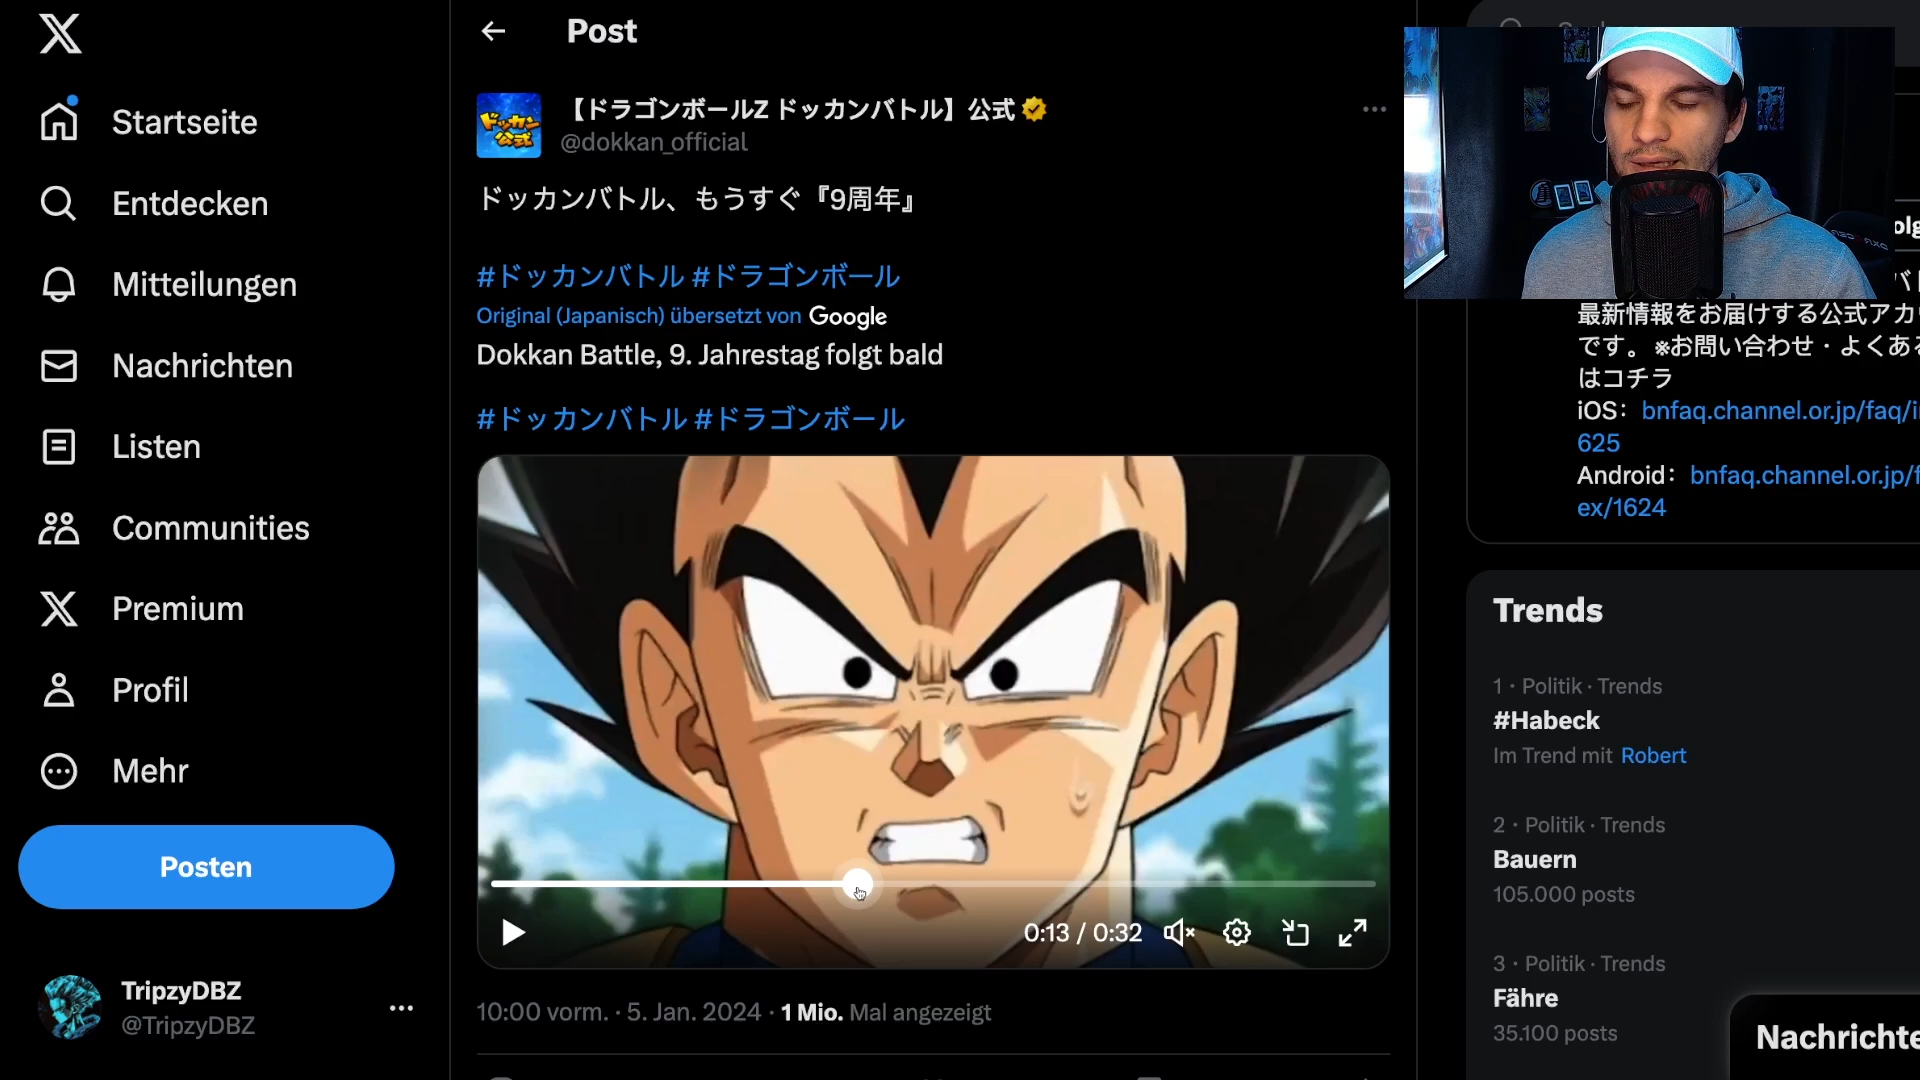 Startseite
Entdecken
Mitteilungen
Nachrichten
Listen
Communities
Premium
Profil
Mehr
Posten
TripzyDBZ
@TripzyDBZ
Post
ドッカン
公式
【ドラゴンボールZ ドッカンバトル】公式
@dokkan_official
ドッカンバトル、もうすぐ『9周年』
#ドッカンバトル #ドラゴンボール
Original (Japanisch) übersetzt von Google
Dokkan Battle, 9. Jahrestag folgt bald
#ドッカンバトル #ドラゴンボール
0:13 / 0:32
10:00 vorm. · 5. Jan. 2024 · 1 Mio. Mal angezeigt
最新情報をお届けする公式アカ
です。 ※お問い合わせ・よくある
はコチラ
iOS： bnfaq.channel.or.jp/faq/i
625
Android： bnfaq.channel.or.jp/f
ex/1624
Trends
1 · Politik · Trends
#Habeck
Im Trend mit Robert
2 · Politik · Trends
Bauern
105.000 posts
3 · Politik · Trends
Fähre
35.100 posts
Nachrichte